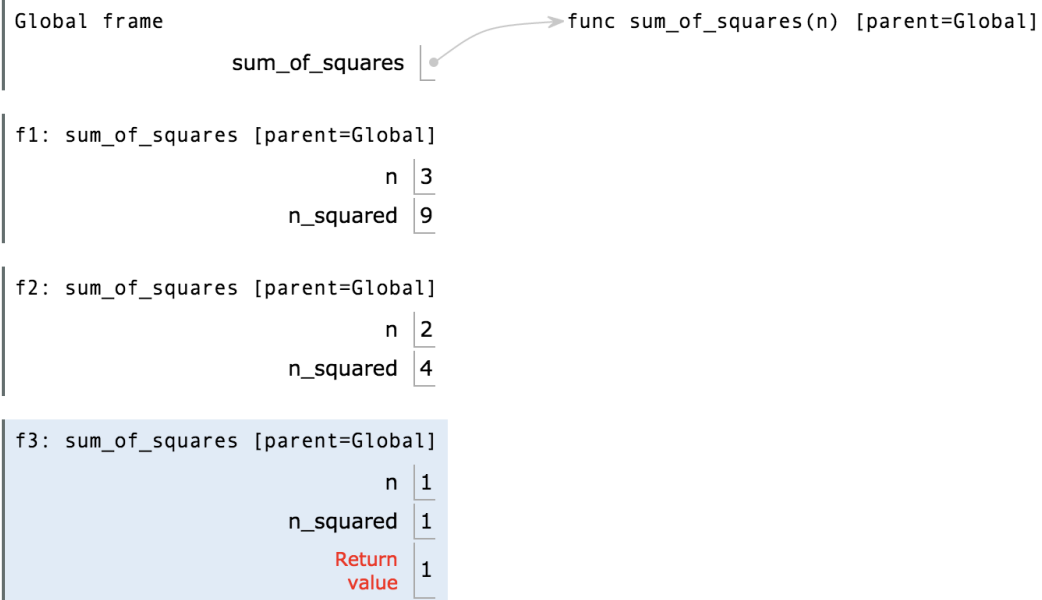 Global frame
func sum_of_squares(n) [parent=Global]
sum_of_squares
f1: sum_of_squares [parent=Global]
n 3
n_squared 9
f2: sum_of_squares [parent=Global]
n 2
n_squared 4
f3: sum_of_squares [parent=Global]
n 1
n_squared 1
Return
value 1